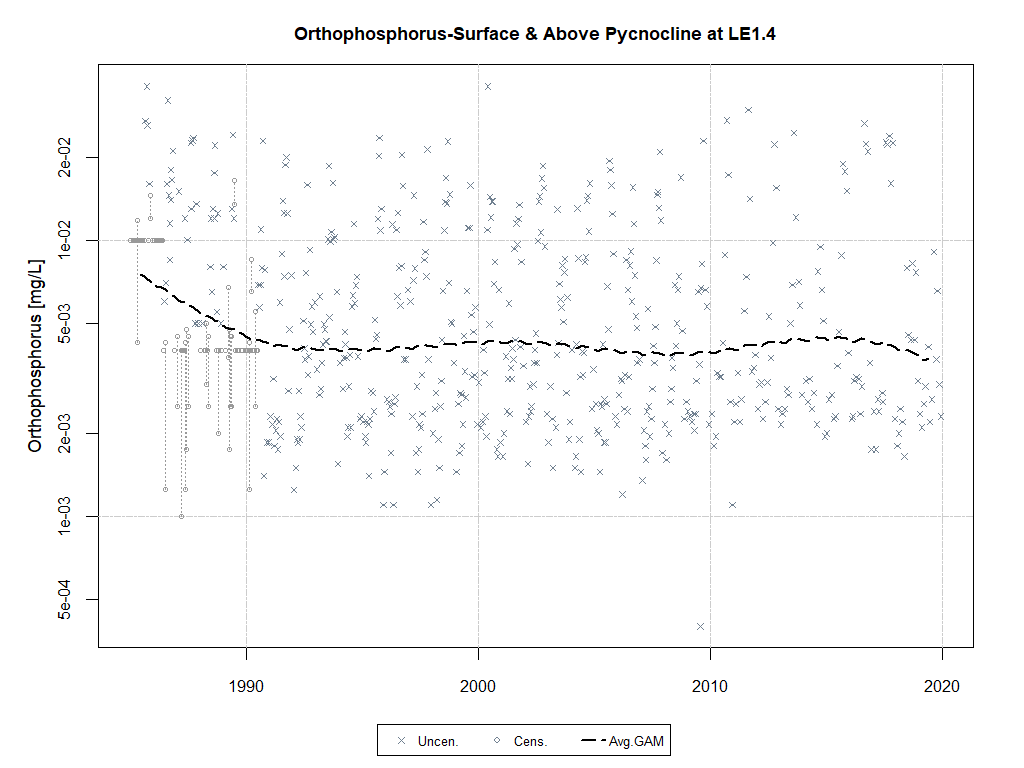 Orthophosphorus-Surface & Above Pycnocline at LE1.4
Orthophosphorus [mg/L]
2e-02
1e-02
5e-03
2e-03
1e-03
5e-04
1990 2000 2010 2020
Uncen. Cens. Avg.GAM